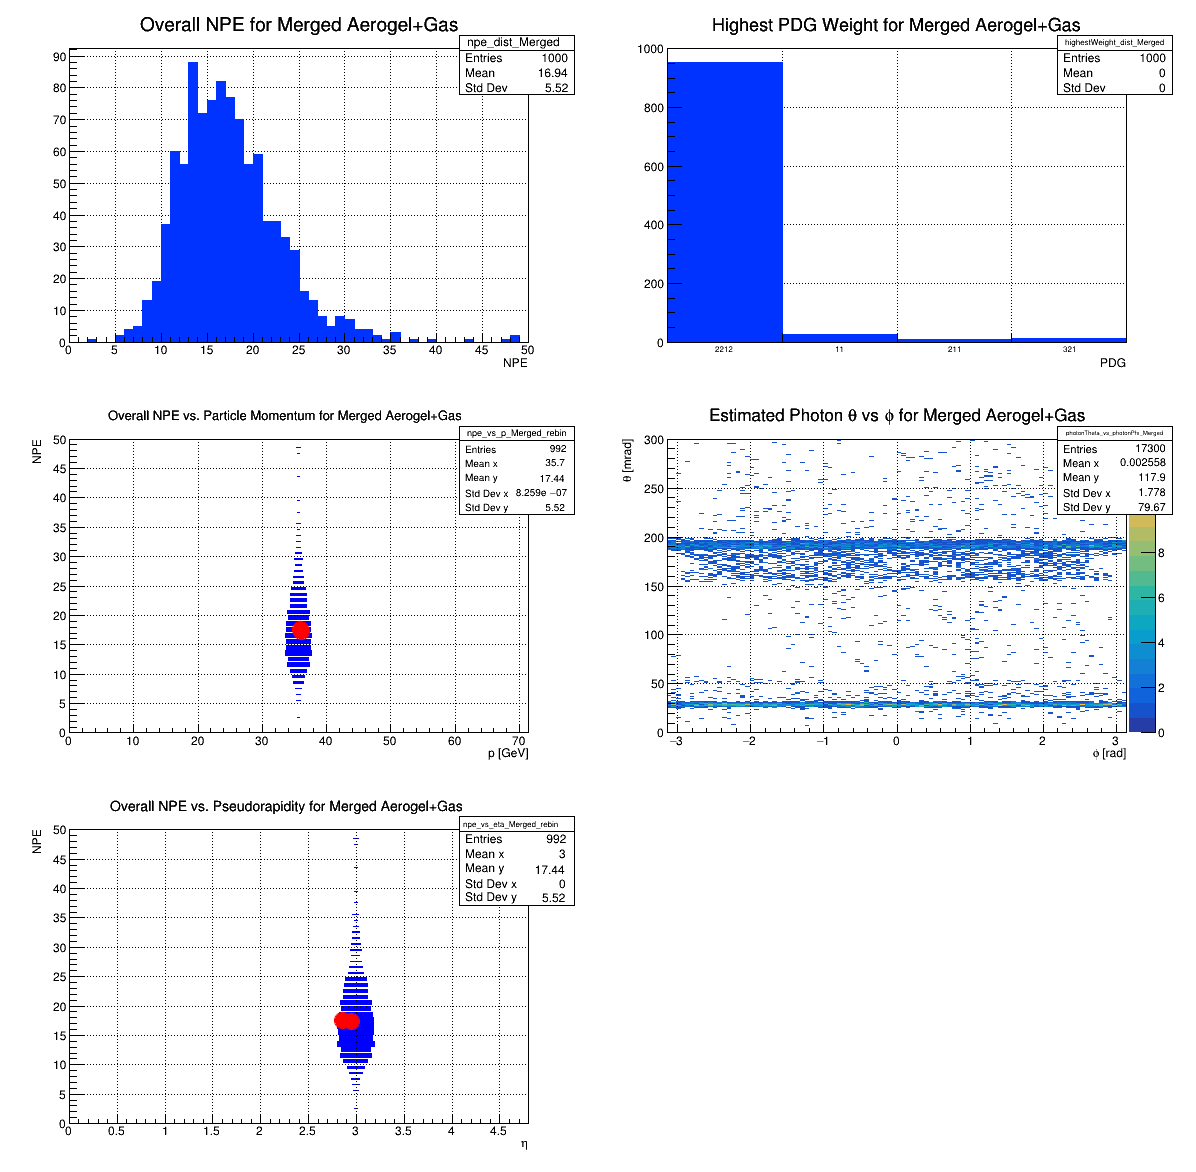 Overall NPE for Merged Aerogel+Gas
npe_dist_Merged
Entries 1000
Mean 16.94
Std Dev 5.52
90
80
70
60
50
40
30
20
10
0
0 5 10 15 20 25 30 35 40 45 50
NPE
Highest PDG Weight for Merged Aerogel+Gas
highestWeight_dist_Merged
Entries 1000
Mean 0
Std Dev 0
1000
800
600
400
200
0
2212 11 211 321
PDG
Overall NPE vs. Particle Momentum for Merged Aerogel+Gas
npe_vs_p_Merged_rebin
Entries 992
Mean x 35.7
Mean y 17.44
Std Dev x 8.259e −07
Std Dev y 5.52
NPE
50
45
40
35
30
25
20
15
10
5
0
0 10 20 30 40 50 60 70
p [GeV]
Estimated Photon θ vs ϕ for Merged Aerogel+Gas
photonTheta_vs_photonPhi_Merged
Entries 17300
Mean x 0.002558
Mean y 117.9
Std Dev x 1.778
Std Dev y 79.67
θ [mrad]
300
250
200
150
100
50
0
−3 −2 −1 0 1 2 3
ϕ [rad]
8
6
4
2
0
Overall NPE vs. Pseudorapidity for Merged Aerogel+Gas
npe_vs_eta_Merged_rebin
Entries 992
Mean x 3
Mean y 17.44
Std Dev x 0
Std Dev y 5.52
NPE
50
45
40
35
30
25
20
15
10
5
0
0 0.5 1 1.5 2 2.5 3 3.5 4 4.5
η